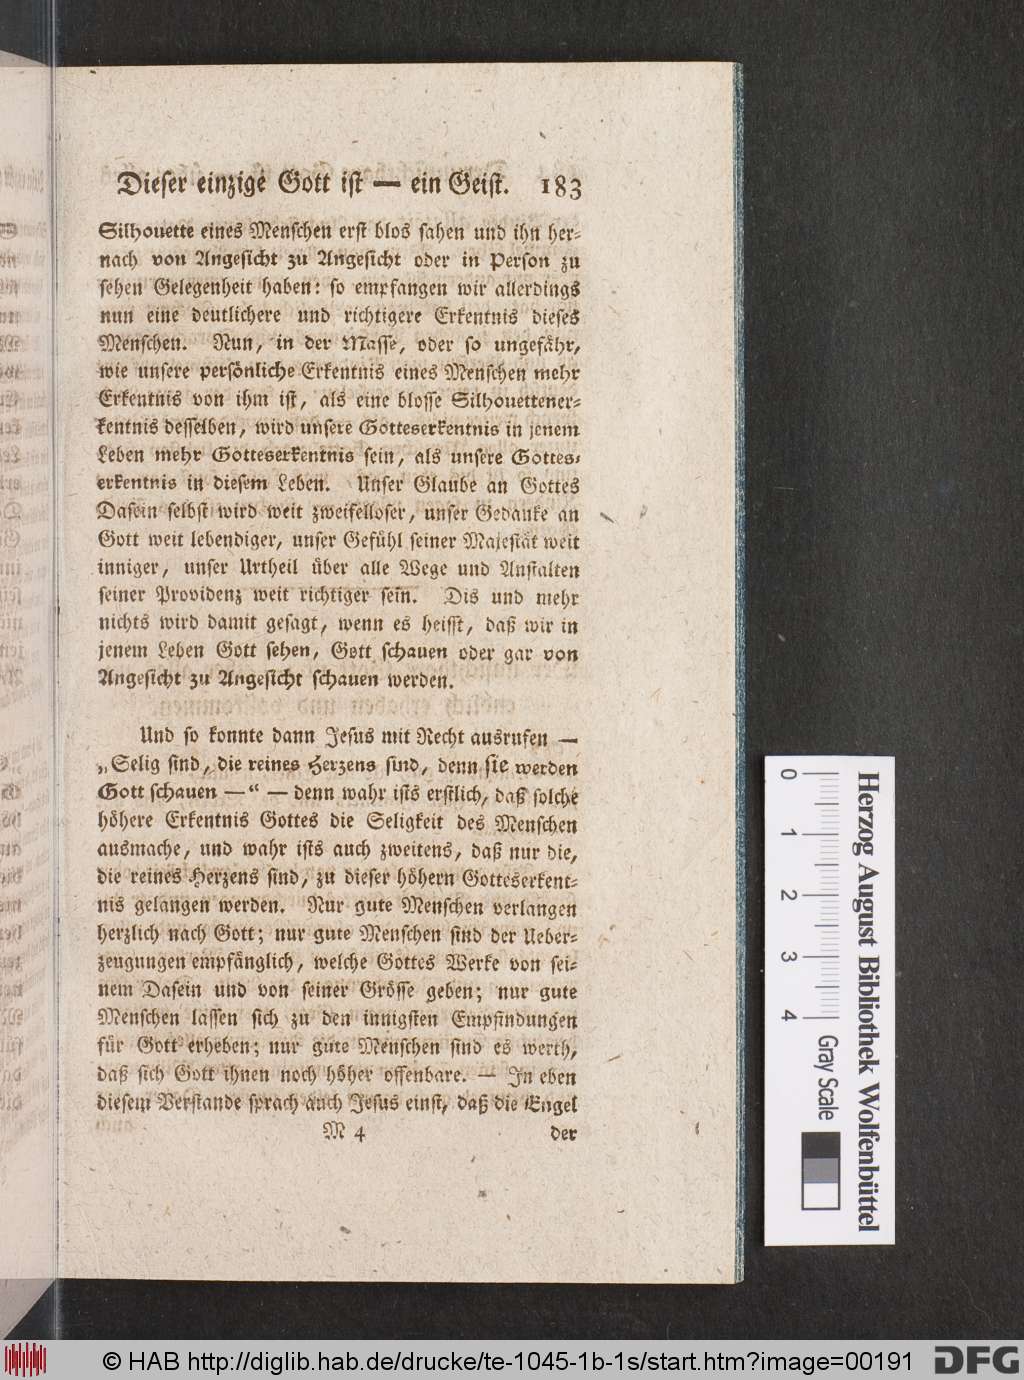 Dieser einzige Gott ist — ein Geist. 183
Silhouette eines Menschen erst blos sahen und ihn her-
nach von Angesicht zu Angesicht oder in Person zu
sehen Gelegenheit haben: so empfangen wir allerdings
nun eine deutlichere und richtigere Erkentnis dieses
Menschen. Nun, in der Masse, oder so ungefähr,
wie unsere persönliche Erkentnis eines Menschen mehr
Erkentnis von ihm ist, als eine blosse Silhouettener-
kentnis desselben, wird unsere Gotteserkentnis in jenem
Leben mehr Gotteserkentnis sein, als unsere Gottes-
erkentnis in diesem Leben. Unser Glaube an Gottes
Dasein selbst wird weit zweifelloser, unser Gedanke an
Gott weit lebendiger, unser Gefühl seiner Majestät weit
inniger, unser Urtheil über alle Wege und Anstalten
seiner Providenz weit richtiger sein. Dis und mehr
nichts wird damit gesagt, wenn es heisst, daß wir in
jenem Leben Gott sehen, Gott schauen oder gar von
Angesicht zu Angesicht schauen werden.
Und so konnte dann Jesus mit Recht ausrufen —
„Selig sind, die reines Herzens sind, denn sie werden
Gott schauen —“ — denn wahr ists erstlich, daß solche
höhere Erkentnis Gottes die Seligkeit des Menschen
ausmache, und wahr ists auch zweitens, daß nur die,
die reines Herzens sind, zu dieser höhern Gotteserkent-
nis gelangen werden. Nur gute Menschen verlangen
herzlich nach Gott; nur gute Menschen sind der Ueber-
zeugungen empfänglich, welche Gottes Werke von sei-
nem Dasein und von seiner Grösse geben; nur gute
Menschen lassen sich zu den innigsten Empfindungen
für Gott erheben; nur gute Menschen sind es werth,
daß sich Gott ihnen noch höher offenbare. — In eben
diesem Verstande sprach auch Jesus einst, daß die Engel
M 4 der
0 1 2 3 4 Gray Scale
Herzog August Bibliothek Wolfenbüttel
© HAB http://diglib.hab.de/drucke/te-1045-1b-1s/start.htm?image=00191 DFG